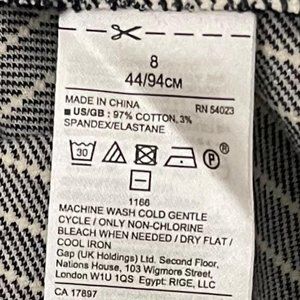 8
44/94CM
MADE IN CHINA RN 54023
■ US/GB : 97% COTTON, 3%
SPANDEX/ELASTANE
30 P
1166
MACHINE WASH COLD GENTLE
CYCLE / ONLY NON-CHLORINE
BLEACH WHEN NEEDED / DRY FLAT /
COOL IRON
Gap (UK Holdings) Ltd. Second Floor,
North Reception, 103 Wigmore Street,
London W1U 1QS Egypt: RIGE, LLC
CA 17897